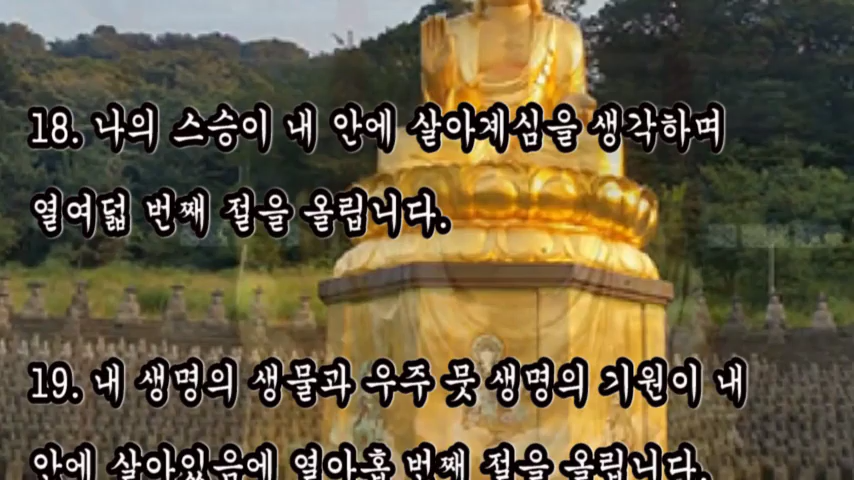 18. 나의 스승이 내 안에 살아계심을 생각하며
열여덟 번째 절을 올립니다.
19. 내 생명의 샘물과 우주 뭇 생명의 기원이 내
안에 살아있음에 열아홉 번째 절을 올립니다.